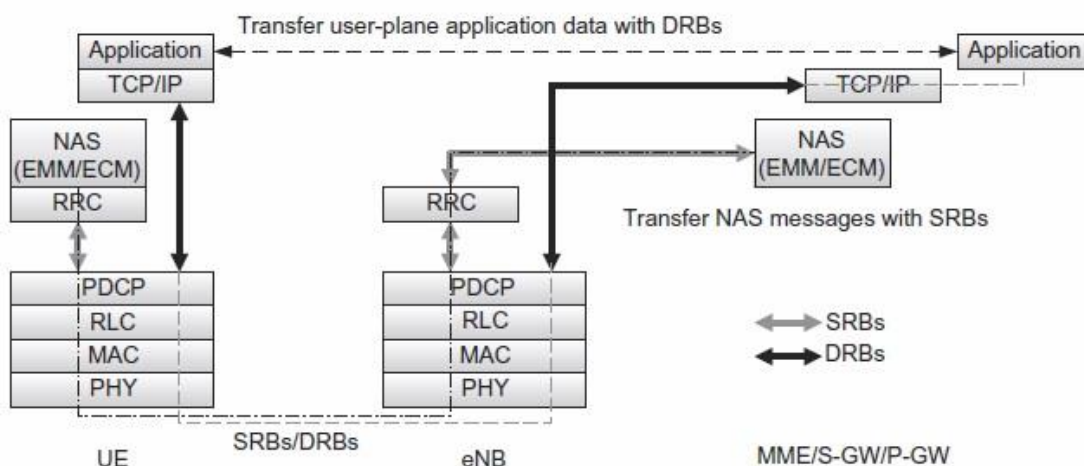 Transfer user-plane application data with DRBs
Application
Application
TCP/IP
TCP/IP
NAS
(EMM/ECM)
NAS
(EMM/ECM)
RRC
RRC
Transfer NAS messages with SRBs
PDCP
PDCP
RLC
RLC
SRBs
MAC
MAC
DRBs
PHY
PHY
SRBs/DRBs
UE
eNB
MME/S-GW/P-GW